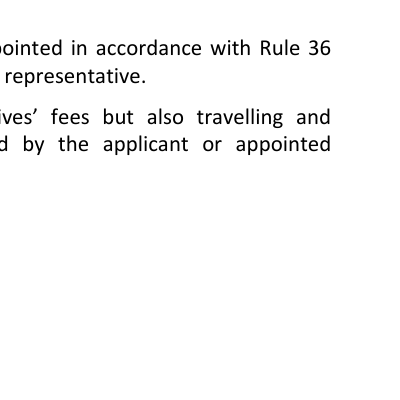 pointed in accordance with Rule 36
representative.
ives’ fees but also travelling and
d by the applicant or appointed